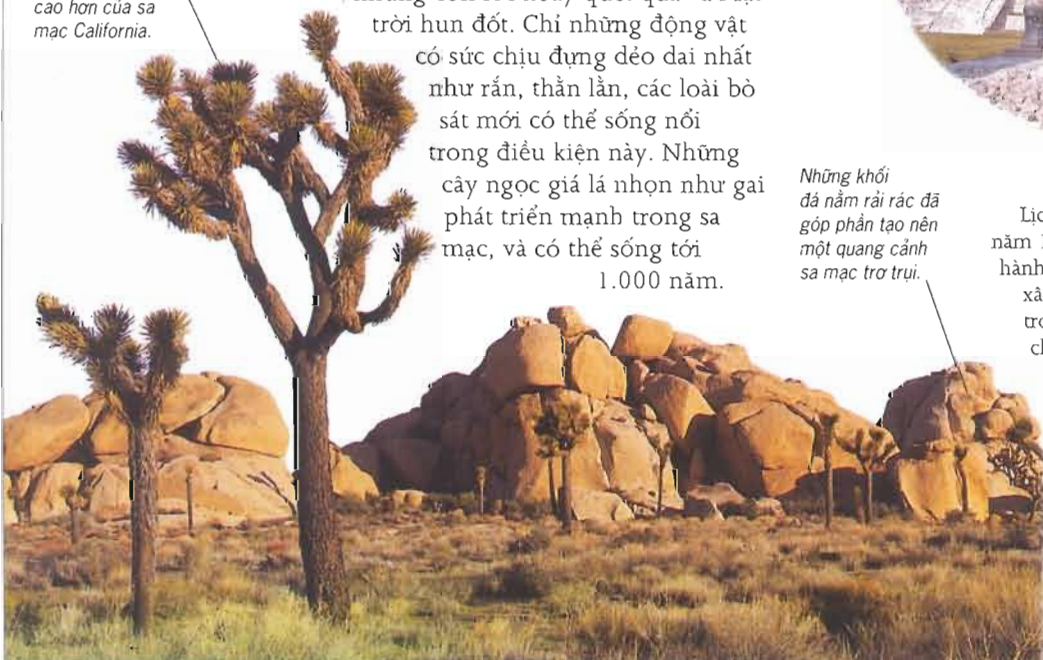 cao hơn của sa
mạc California.
trời hun đốt. Chỉ những động vật
có sức chịu đựng dẻo dai nhất
như rắn, thằn lằn, các loài bò
sát mới có thể sống nổi
trong điều kiện này. Những
cây ngọc giá lá nhọn như gai
phát triển mạnh trong sa
mạc, và có thể sống tới
1.000 năm.
Những khối
đá nằm rải rác đã
góp phần tạo nên
một quang cảnh
sa mạc trơ trụi.
năm
hành